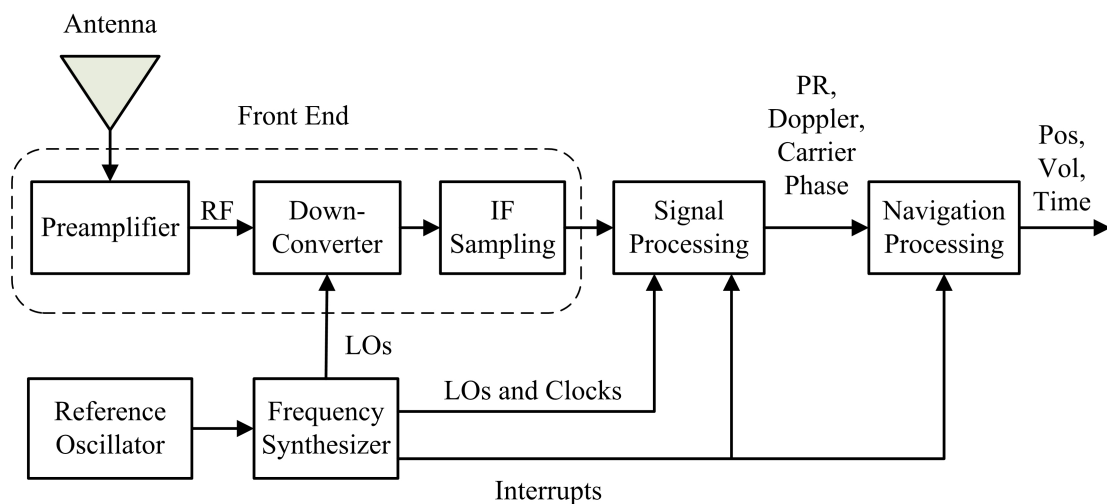 Antenna
Front End
PR,
Doppler,
Carrier
Phase
Pos,
Vol,
Time
Preamplifier
RF
Down-
Converter
IF
Sampling
Signal
Processing
Navigation
Processing
LOs
LOs and Clocks
Reference
Oscillator
Frequency
Synthesizer
Interrupts